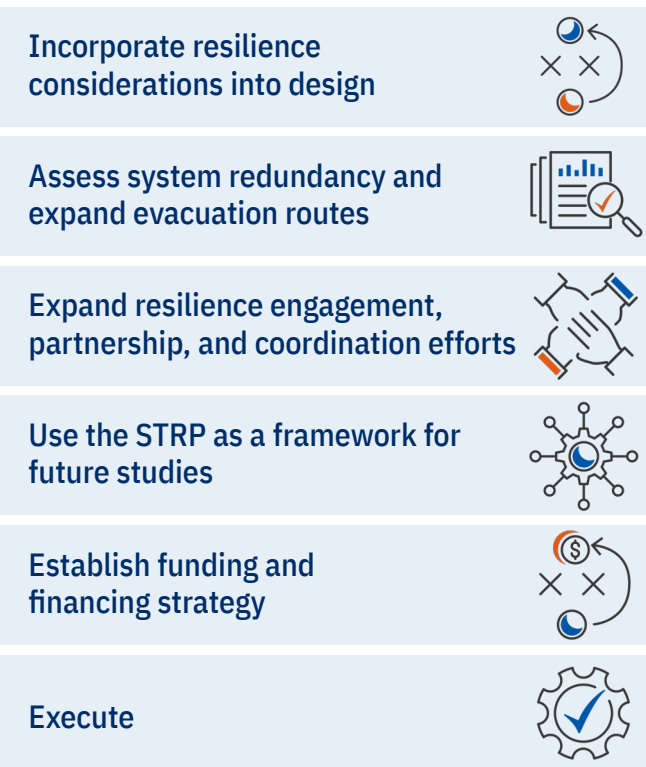 Incorporate resilience
considerations into design
Assess system redundancy and
expand evacuation routes
Expand resilience engagement,
partnership, and coordination efforts
Use the STRP as a framework for
future studies
$
Establish funding and
financing strategy
Execute